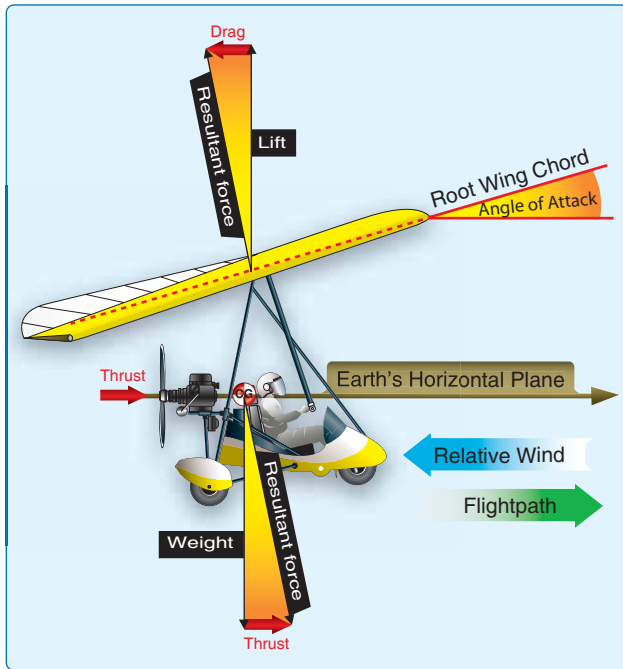 Drag
Resultant force
Lift
Root Wing Chord
Angle of Attack
Thrust
CG
Earth's Horizontal Plane
Relative Wind
Flightpath
Weight
Resultant force
Thrust